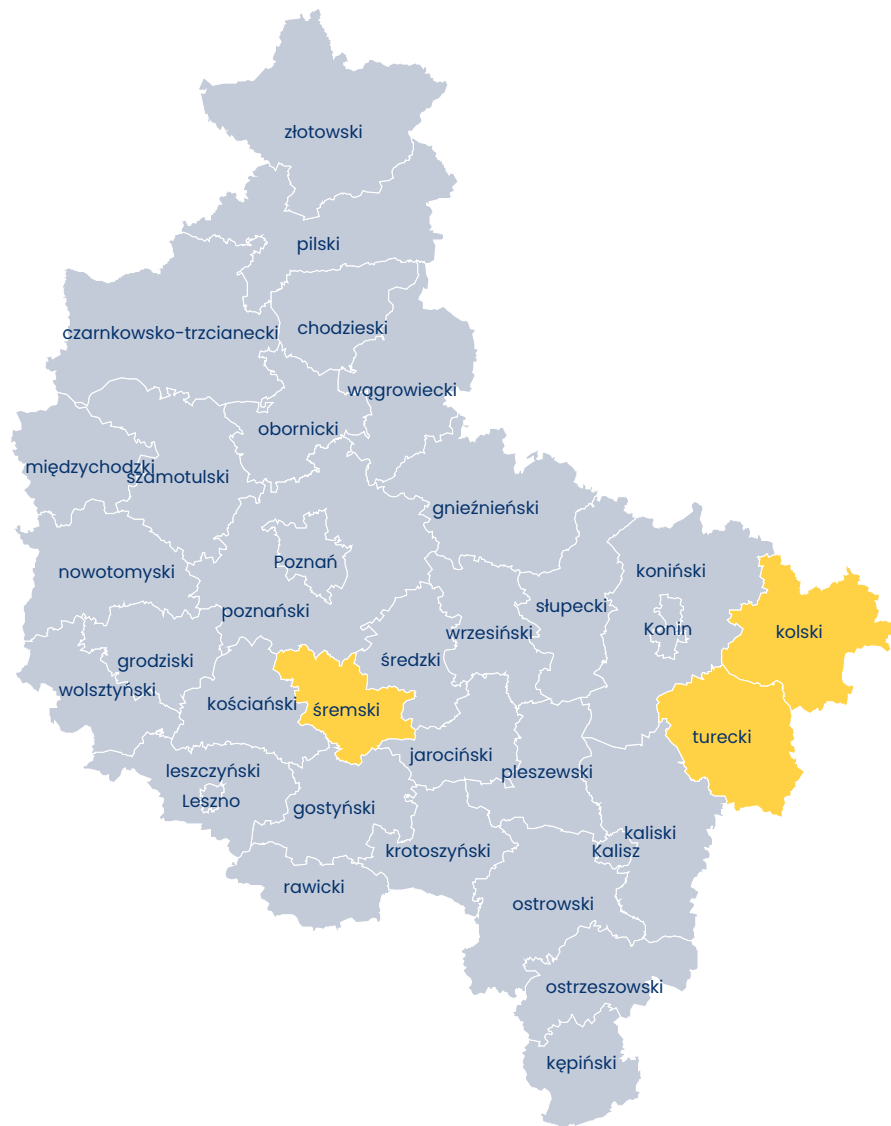 złotowski
pilski
chodzieski
czarnkowsko-trzcianecki
wągrowiecki
obornicki
międzychodzki
szamotulski
gnieźnieński
Poznań
nowotomyski
koniński
słupecki
poznański
Konin
kolski
wrzesiński
średzki
grodziski
wolsztyński
kościański
śremski
turecki
jarociński
leszczyński
pleszewski
Leszno
gostyński
kaliski
krotoszyński
Kalisz
rawicki
ostrowski
ostrzeszowski
kępiński